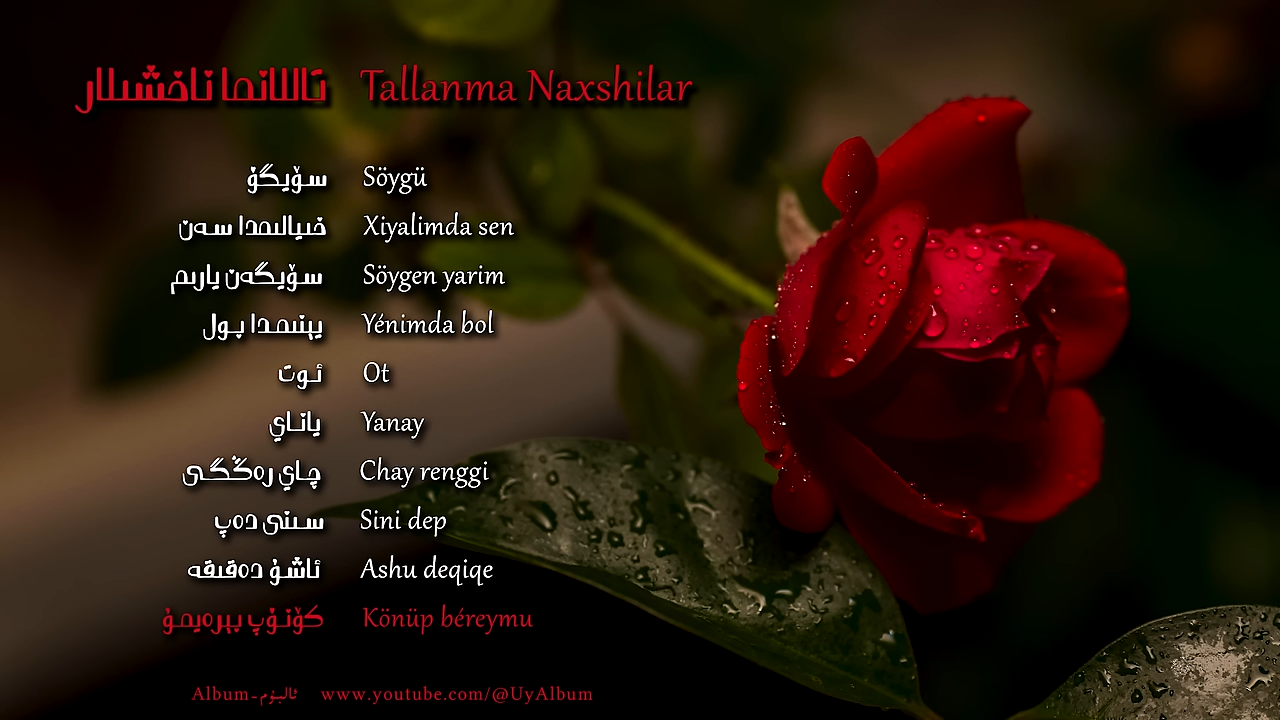 تاللانما ناخشىلار Tallanma Naxshilar
سۆيگۈ Söygü
خىيالىمدا سەن Xiyalimda sen
سۆيگەن يارىم Söygen yarim
يېنىمدا بول Yénimda bol
ئوت Ot
ياناي Yanay
چاي رەڭگى Chay renggi
سىنى دەپ Sini dep
ئاشۇ دەقىقە Ashu deqiqe
كۆنۈپ بېرەيمۇ Könüp béreymu
Album-ئالبۇم www.youtube.com/@UyAlbum